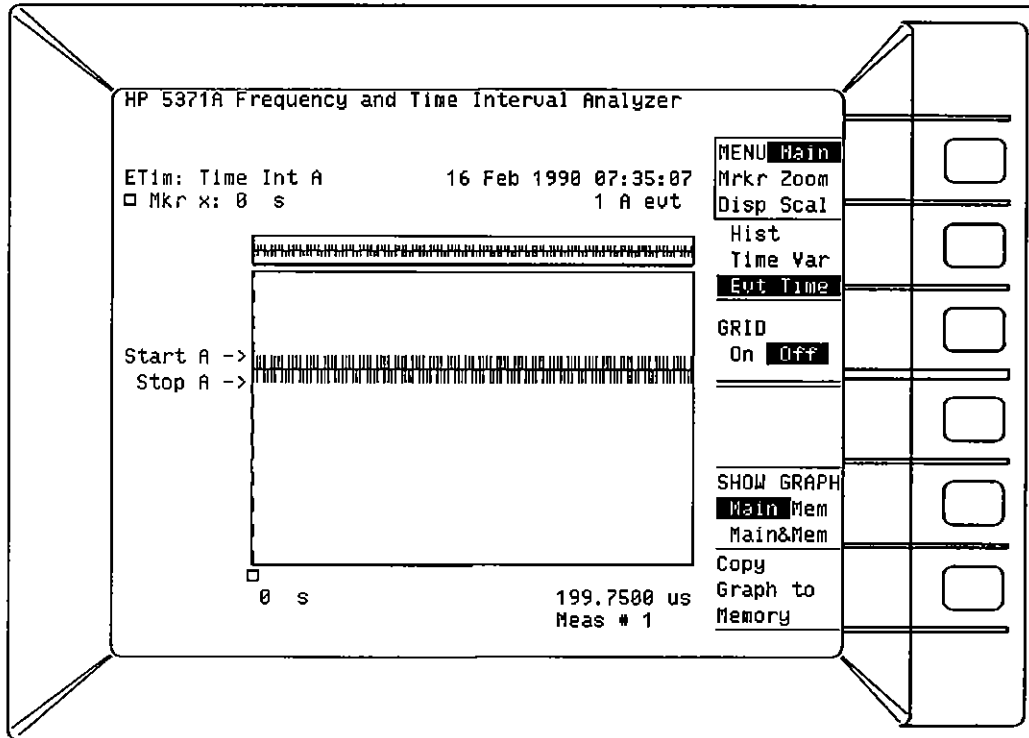 HP 5371A Frequency and Time Interval Analyzer
ETim: Time Int A 16 Feb 1990 07:35:07
Mkr x: 0 s 1 A evt
Start A ->
Stop A ->
0 s 199.7500 us
Meas # 1
MENU Main
Mrkr Zoom
Disp Scal
Hist
Time Var
Evt Time
GRID
On Off
SHOW GRAPH
Main Mem
Main&Mem
Copy
Graph to
Memory